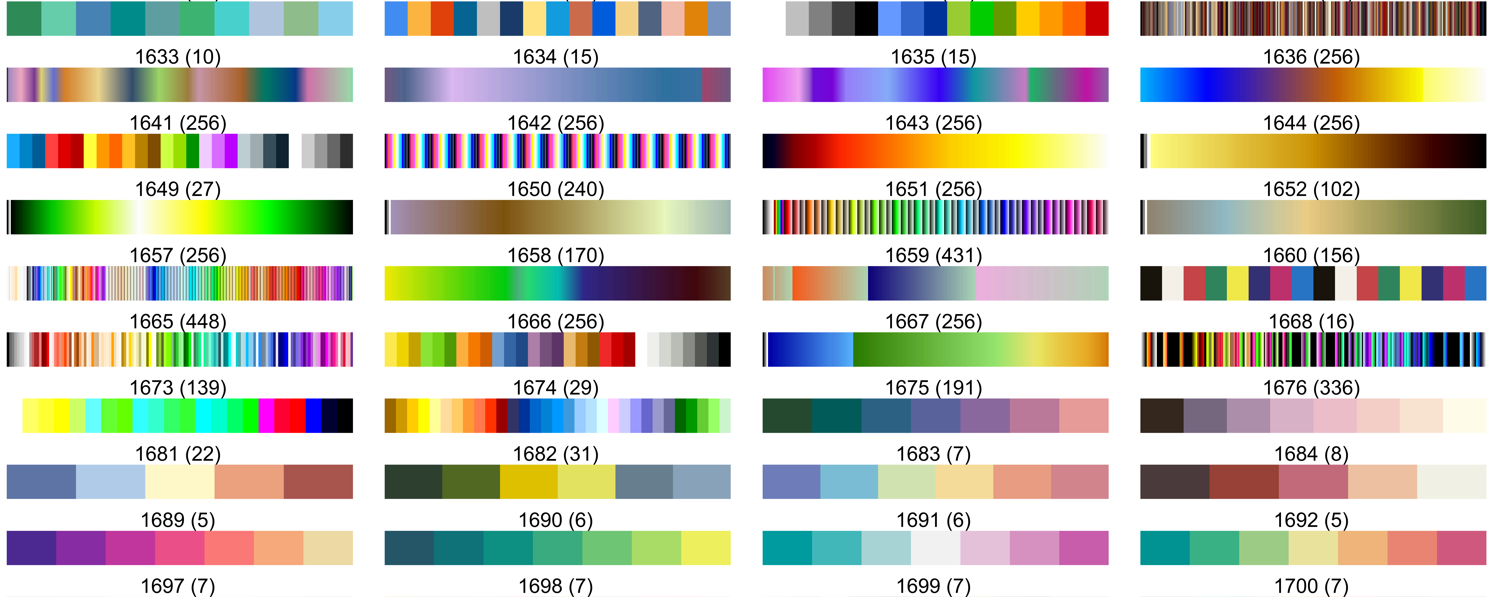 1633 (10) 1634 (15) 1635 (15) 1636 (256)
1641 (256) 1642 (256) 1643 (256) 1644 (256)
1649 (27) 1650 (240) 1651 (256) 1652 (102)
1657 (256) 1658 (170) 1659 (431) 1660 (156)
1665 (448) 1666 (256) 1667 (256) 1668 (16)
1673 (139) 1674 (29) 1675 (191) 1676 (336)
1681 (22) 1682 (31) 1683 (7) 1684 (8)
1689 (5) 1690 (6) 1691 (6) 1692 (5)
1697 (7) 1698 (7) 1699 (7) 1700 (7)